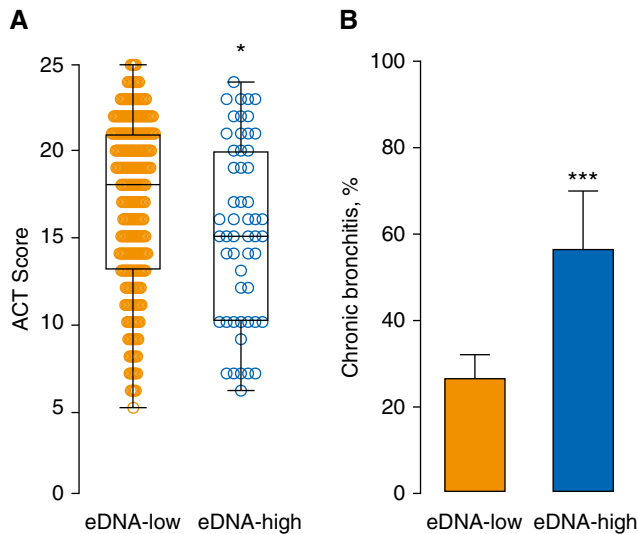 A
ACT Score
25
20
15
10
5
0
*
eDNA-low
eDNA-high
B
Chronic bronchitis, %
100
80
60
40
20
0
***
eDNA-low
eDNA-high